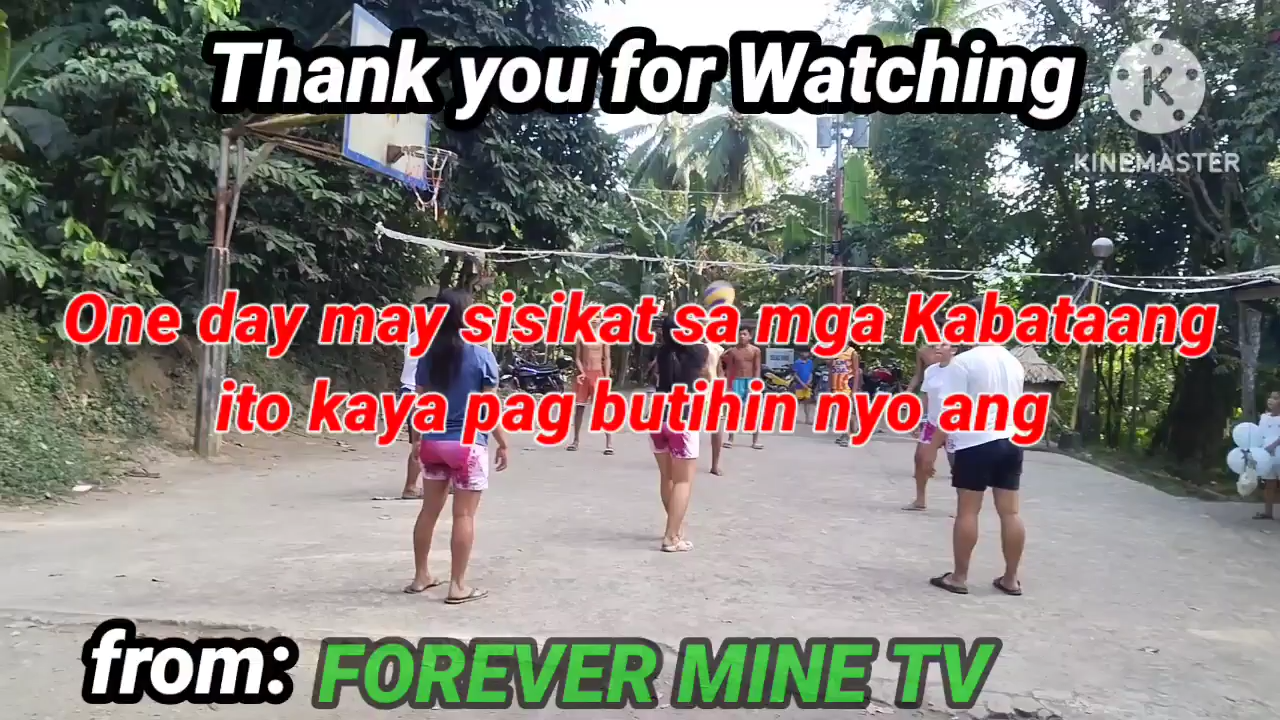 Thank you for Watching
K
KINEMASTER
One day may sisikat sa mga Kabataang
ito kaya pag butihin nyo ang
from: FOREVER MINE TV